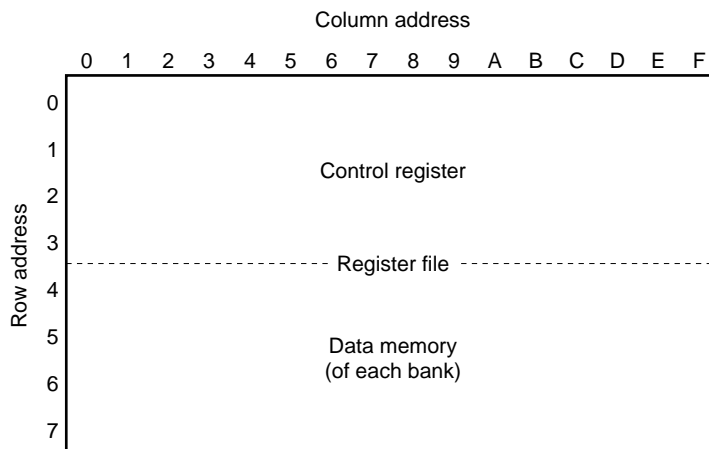 Column address
0 1 2 3 4 5 6 7 8 9 A B C D E F
Row address
0
1
Control register
2
3
Register file
4
5
Data memory
(of each bank)
6
7